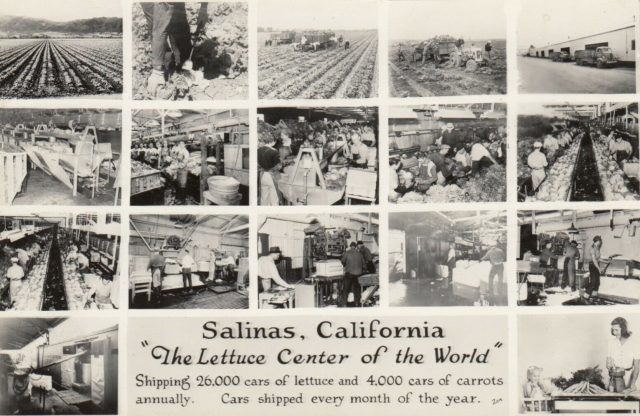 Salinas, California
"The Lettuce Center of the World"
Shipping 26,000 cars of lettuce and 4,000 cars of carrots
annually. Cars shipped every month of the year.